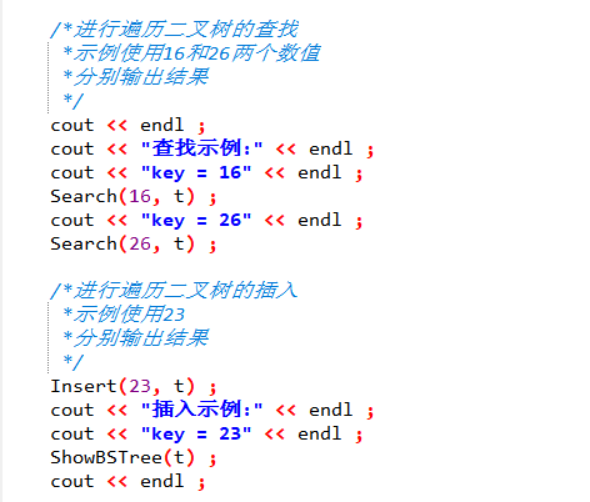 /*进行遍历二叉树的查找
*示例使用16和26两个数值
*分别输出结果
*/
cout << endl ;
cout << "查找示例:" << endl ;
cout << "key = 16" << endl ;
Search(16, t) ;
cout << "key = 26" << endl ;
Search(26, t) ;
/*进行遍历二叉树的插入
*示例使用23
*分别输出结果
*/
Insert(23, t) ;
cout << "插入示例:" << endl ;
cout << "key = 23" << endl ;
ShowBSTree(t) ;
cout << endl ;